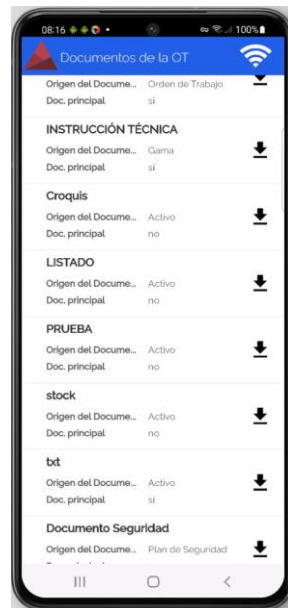 08:16 100%
Documentos de la OT
Origen del Docume... Orden de Trabajo
Doc. principal sí
INSTRUCCIÓN TÉCNICA
Origen del Docume... Gama
Doc. principal sí
Croquis
Origen del Docume... Activo
Doc. principal no
LISTADO
Origen del Docume... Activo
Doc. principal no
PRUEBA
Origen del Docume... Activo
Doc. principal no
stock
Origen del Docume... Activo
Doc. principal no
txt
Origen del Docume... Activo
Doc. principal sí
Documento Seguridad
Origen del Docume... Plan de Seguridad